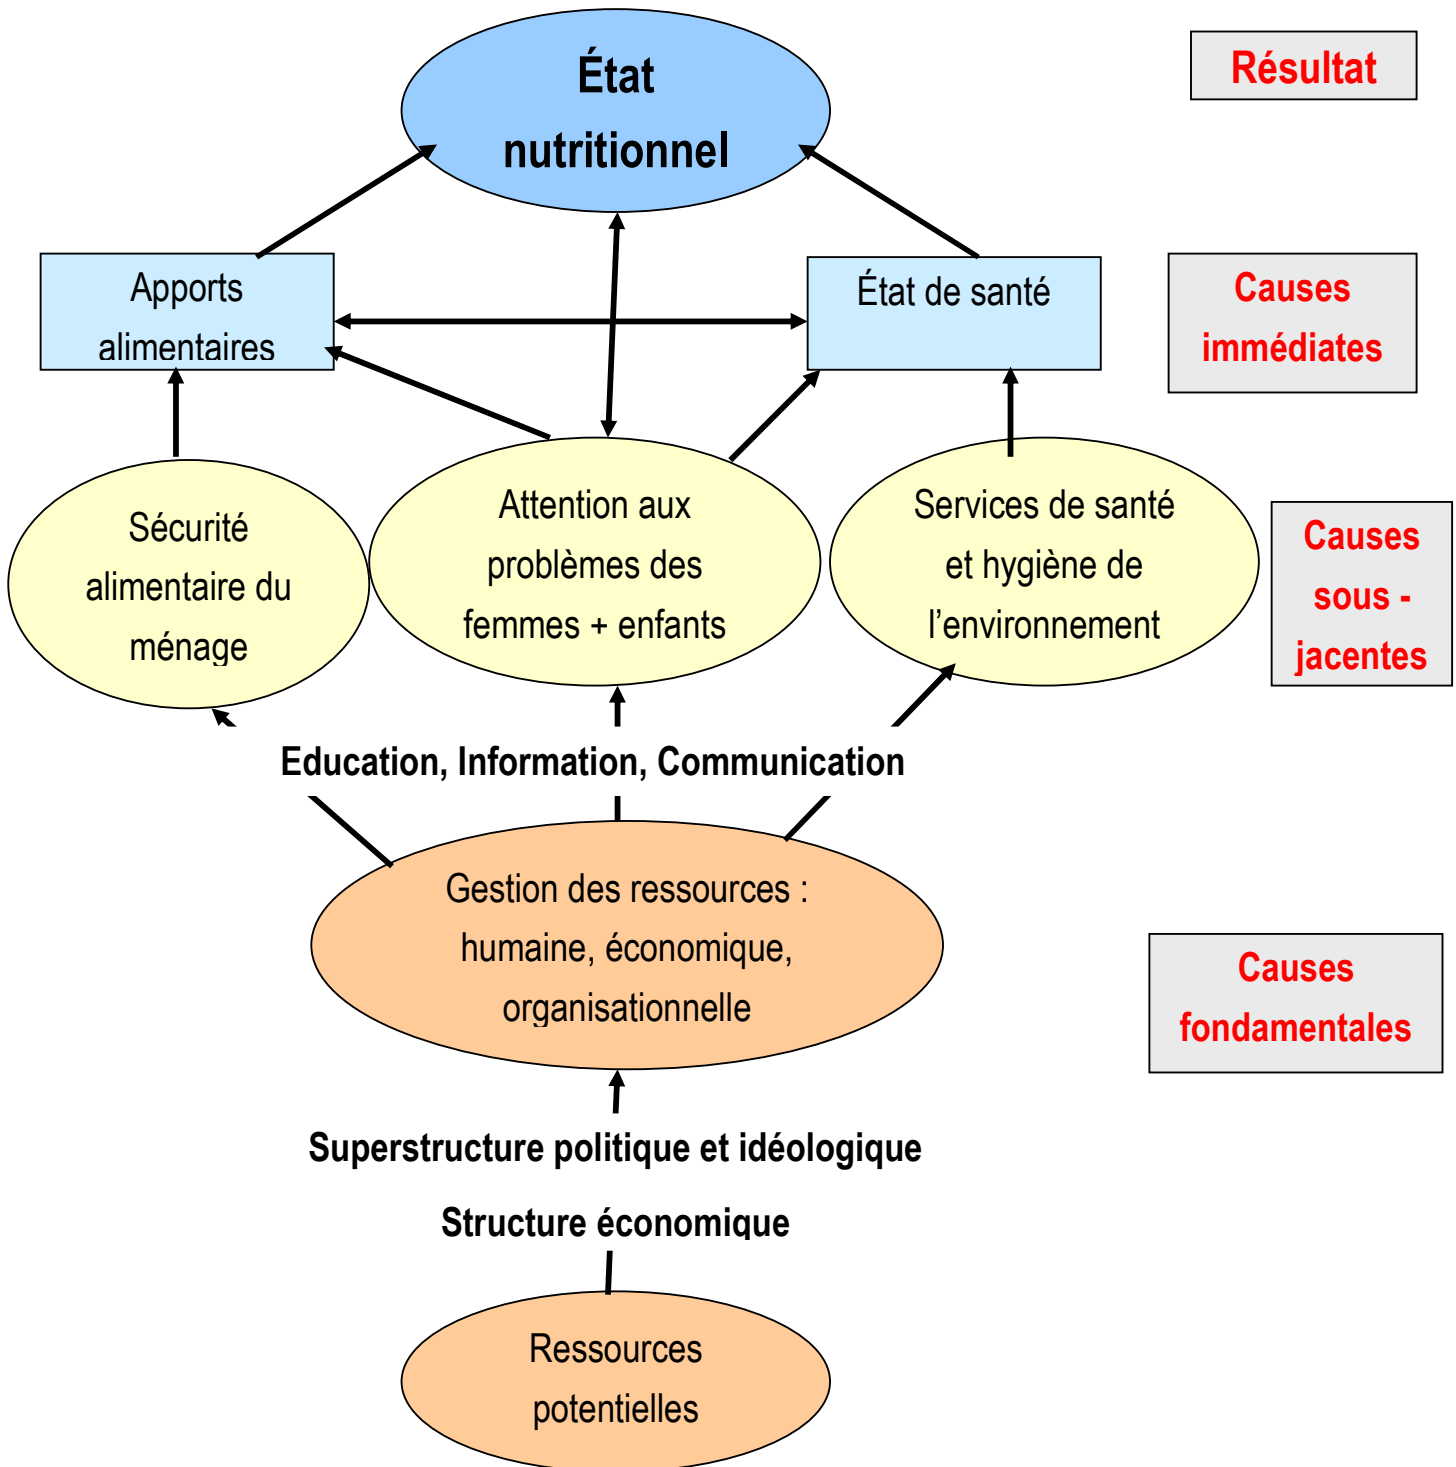 État
nutritionnel
Résultat
Apports
alimentaires
État de santé
Causes
immédiates
Sécurité
alimentaire du
ménage
Attention aux
problèmes des
femmes + enfants
Services de santé
et hygiène de
l’environnement
Causes
sous -
jacentes
Education, Information, Communication
Gestion des ressources :
humaine, économique,
organisationnelle
Causes
fondamentales
Superstructure politique et idéologique
Structure économique
Ressources
potentielles